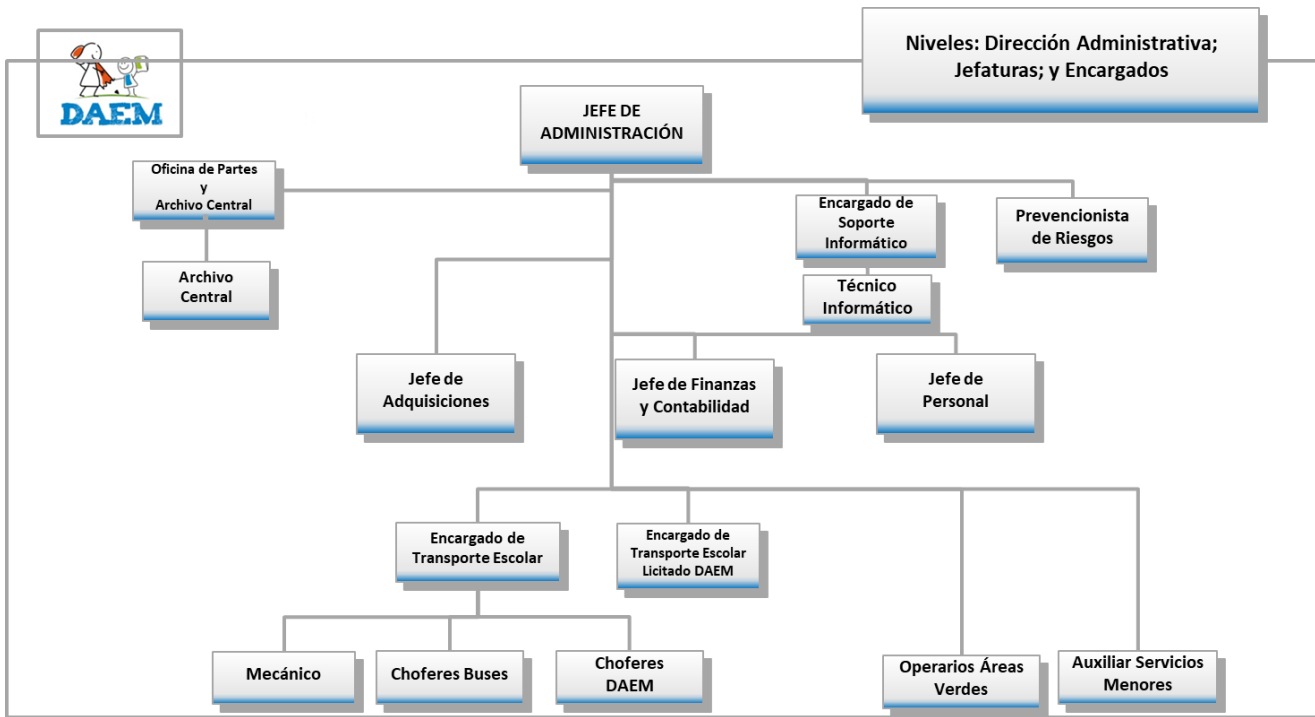 DAEM
Niveles: Dirección Administrativa;
Jefaturas; y Encargados
JEFE DE
ADMINISTRACIÓN
Oficina de Partes
y
Archivo Central
Archivo
Central
Encargado de
Soporte
Informático
Técnico
Informático
Prevencionista
de Riesgos
Jefe de
Adquisiciones
Jefe de Finanzas
y Contabilidad
Jefe de
Personal
Encargado de
Transporte Escolar
Encargado de
Transporte Escolar
Licitado DAEM
Mecánico
Choferes Buses
Choferes
DAEM
Operarios Áreas
Verdes
Auxiliar Servicios
Menores